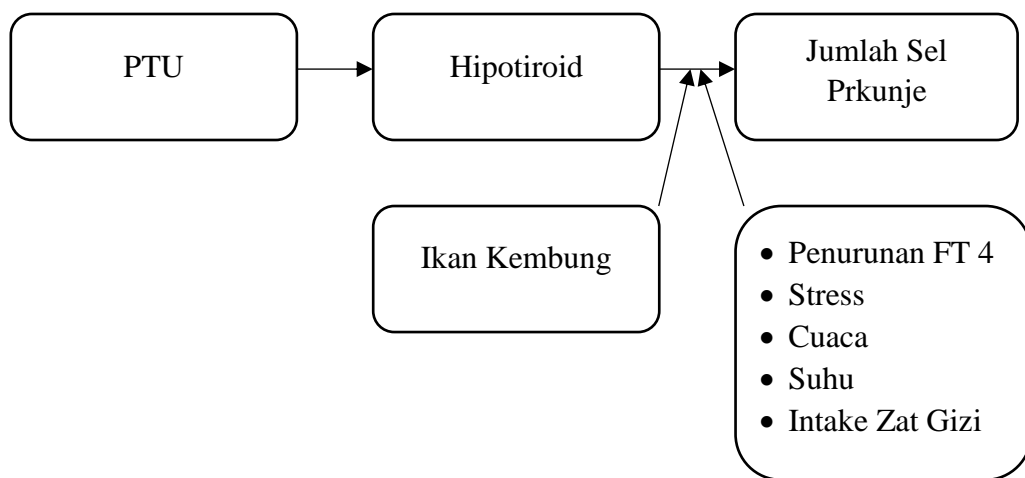 PTU
Hipotiroid
Jumlah Sel
Prkunje
Ikan Kembung
• Penurunan FT 4
• Stress
• Cuaca
• Suhu
• Intake Zat Gizi